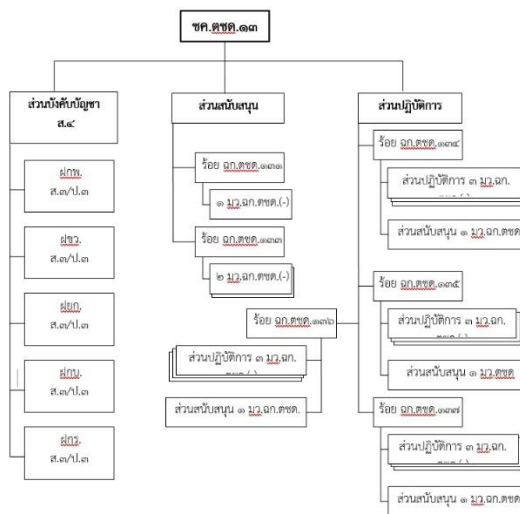 ชค.ตชด.๑๓
ส่วนบังคับบัญชา
ส.๔
ฝกพ.
ส.๓/ป.๓
ฝขว.
ส.๓/ป.๓
ฝยก.
ส.๓/ป.๓
ฝกบ.
ส.๓/ป.๓
ฝกร.
ส.๓/ป.๓
ส่วนสนับสนุน
ร้อย ฉก.ตชด.๑๓๑
๑ มว.ฉก.ตชด.(-)
ร้อย ฉก.ตชด.๑๓๓
๒ มว.ฉก.ตชด.(-)
ส่วนปฏิบัติการ
ร้อย ฉก.ตชด.๑๓๔
ส่วนปฏิบัติการ ๓ มว.ฉก.
ส่วนสนับสนุน ๑ มว.ฉก.ตชด
ร้อย ฉก.ตชด.๑๓๕
ส่วนปฏิบัติการ ๓ มว.ฉก.
ส่วนสนับสนุน ๑ มว.ตชด
ร้อย ฉก.ตชด.๑๓๖
ส่วนปฏิบัติการ ๓ มว.ฉก.
ส่วนสนับสนุน ๑ มว.ฉก.ตชด.
ร้อย ฉก.ตชด.๑๓๗
ส่วนปฏิบัติการ ๓ มว.ฉก.
ส่วนสนับสนุน ๑ มว.ฉก.ตชด